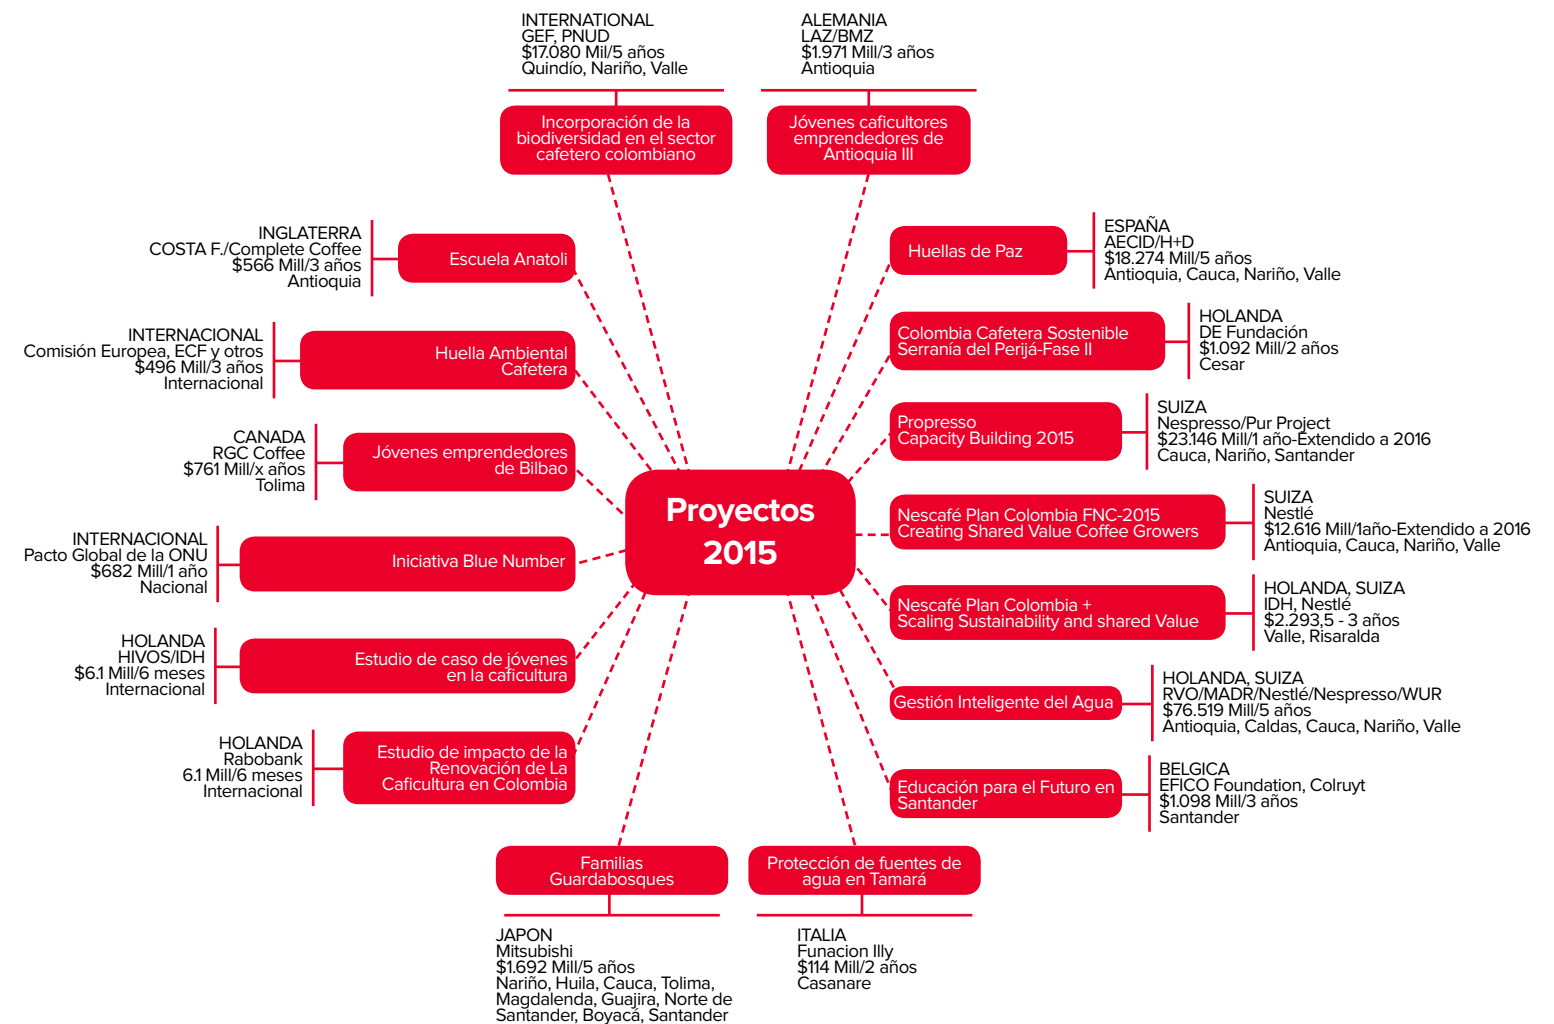 INTERNATIONAL
GEF, PNUD
$17.080 Mil/5 años
Quindío, Nariño, Valle
Incorporación de la
biodiversidad en el sector
cafetero colombiano
ALEMANIA
LAZ/BMZ
$1.971 Mill/3 años
Antioquia
Jóvenes caficultores
emprendedores de
Antioquia III
INGLATERRA
COSTA F./Complete Coffee
$566 Mill/3 años
Antioquia
Escuela Anatoli
INTERNACIONAL
Comisión Europea, ECF y otros
$496 Mill/3 años
Internacional
Huella Ambiental
Cafetera
CANADA
RGC Coffee
$761 Mill/x años
Tolima
Jóvenes emprendedores
de Bilbao
INTERNACIONAL
Pacto Global de la ONU
$682 Mill/1 año
Nacional
Iniciativa Blue Number
HOLANDA
HIVOS/IDH
$6.1 Mill/6 meses
Internacional
Estudio de caso de jóvenes
en la caficultura
HOLANDA
Rabobank
6.1 Mill/6 meses
Internacional
Estudio de impacto de la
Renovación de La
Caficultura en Colombia
Proyectos
2015
Huellas de Paz
ESPAÑA
AECID/H+D
$18.274 Mill/5 años
Antioquia, Cauca, Nariño, Valle
Colombia Cafetera Sostenible
Serranía del Perijá-Fase II
HOLANDA
DE Fundación
$1.092 Mill/2 años
Cesar
Propresso
Capacity Building 2015
SUIZA
Nespresso/Pur Project
$23.146 Mill/1 año-Extendido a 2016
Cauca, Nariño, Santander
Nescafé Plan Colombia FNC-2015
Creating Shared Value Coffee Growers
SUIZA
Nestlé
$12.616 Mill/1año-Extendido a 2016
Antioquia, Cauca, Nariño, Valle
Nescafé Plan Colombia +
Scaling Sustainability and shared Value
HOLANDA, SUIZA
IDH, Nestlé
$2.293,5 - 3 años
Valle, Risaralda
Gestión Inteligente del Agua
HOLANDA, SUIZA
RVO/MADR/Nestlé/Nespresso/WUR
$76.519 Mill/5 años
Antioquia, Caldas, Cauca, Nariño, Valle
Educación para el Futuro en
Santander
BELGICA
EFICO Foundation, Colruyt
$1.098 Mill/3 años
Santander
Familias
Guardabosques
JAPON
Mitsubishi
$1.692 Mill/5 años
Nariño, Huila, Cauca, Tolima,
Magdalenda, Guajira, Norte de
Santander, Boyacá, Santander
Protección de fuentes de
agua en Tamará
ITALIA
Funacion Illy
$114 Mill/2 años
Casanare